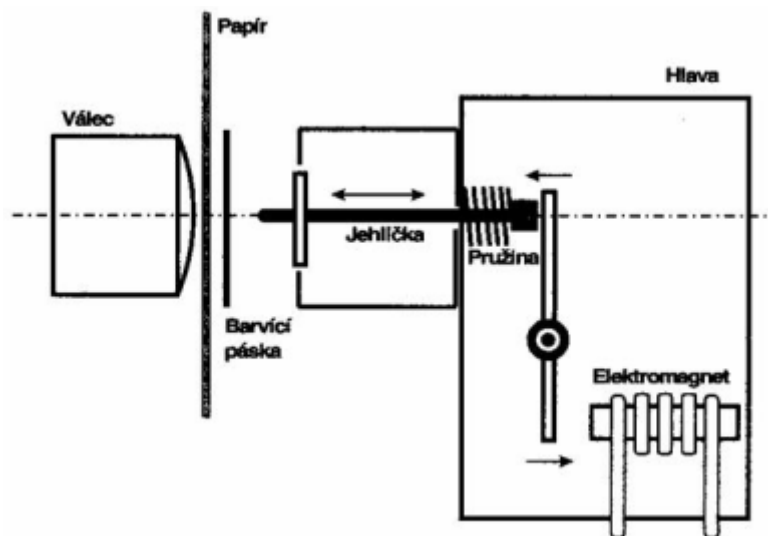 Papír
Hlava
Válec
Jehlička
Pružina
Barvící
páska
Elektromagnet